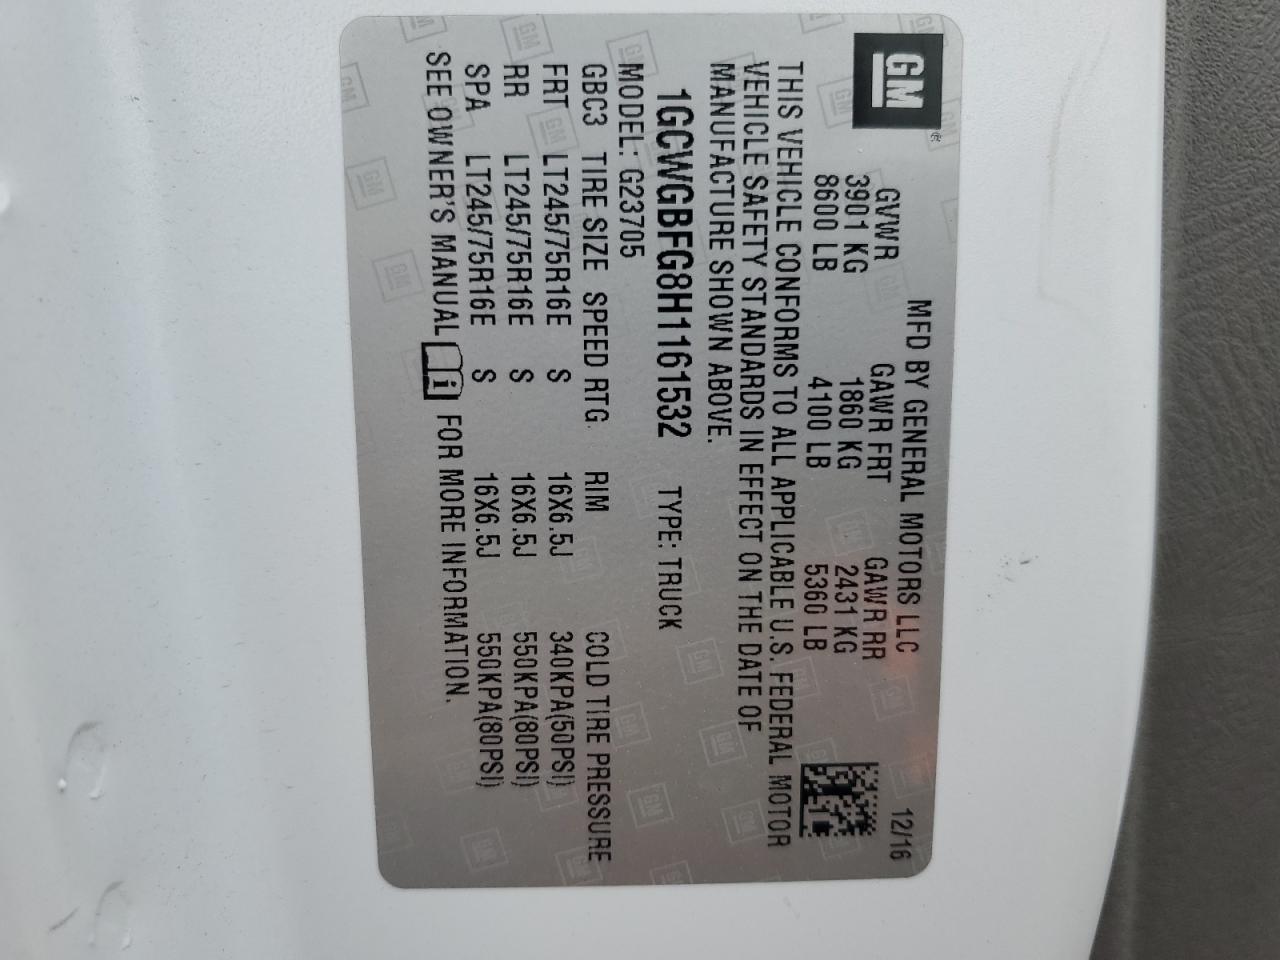 GM
MFD BY GENERAL MOTORS LLC 12/16
GVWR GAWR FRT GAWR RR
3901 KG 1860 KG 2431 KG
8600 LB 4100 LB 5360 LB
THIS VEHICLE CONFORMS TO ALL APPLICABLE U.S. FEDERAL MOTOR
VEHICLE SAFETY STANDARDS IN EFFECT ON THE DATE OF
MANUFACTURE SHOWN ABOVE.
1GCWGBFG8H1161532 TYPE: TRUCK
MODEL: G23705
GBC3 TIRE SIZE SPEED RTG RIM COLD TIRE PRESSURE
FRT LT245/75R16E S 16X6.5J 340KPA(50PSI)
RR LT245/75R16E S 16X6.5J 550KPA(80PSI)
SPA LT245/75R16E S 16X6.5J 550KPA(80PSI)
SEE OWNER'S MANUAL i FOR MORE INFORMATION.